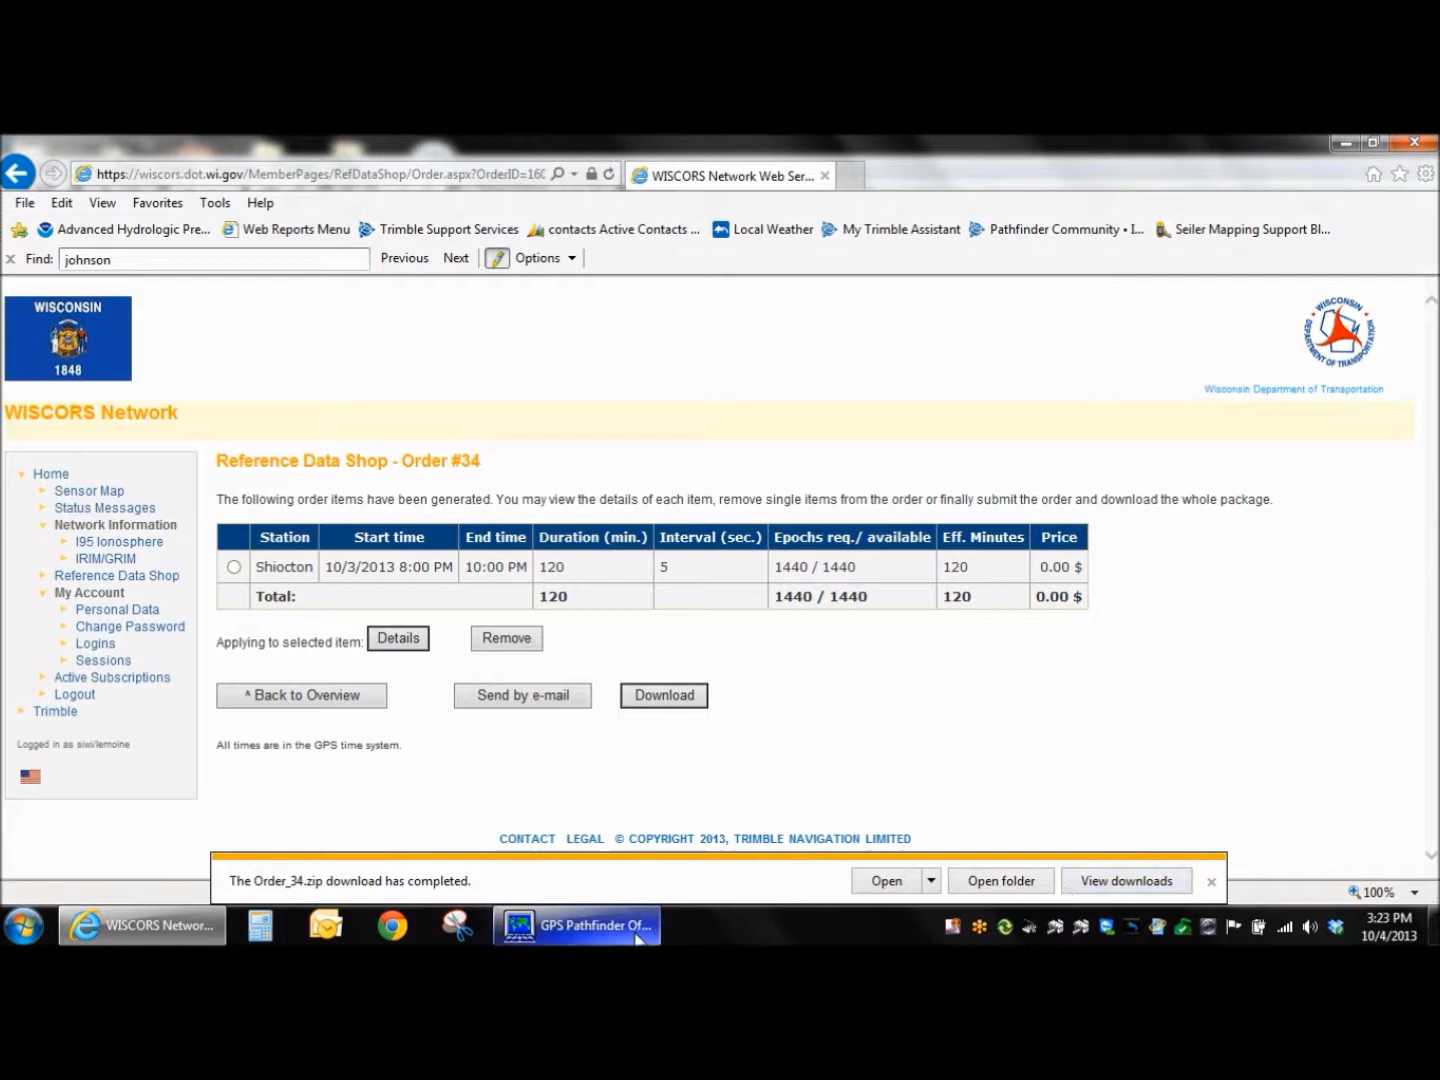 https://wiscors.dot.wi.gov/MemberPages/RefDataShop/Order.aspx?OrderID=160
WISCORS Network Web Ser...
File Edit View Favorites Tools Help
Advanced Hydrologic Pre... Web Reports Menu Trimble Support Services contacts Active Contacts ... Local Weather My Trimble Assistant Pathfinder Community • I... Seiler Mapping Support Bl...
x Find: johnson Previous Next Options
WISCONSIN
1848
WISCONSIN DEPARTMENT OF TRANSPORTATION
Wisconsin Department of Transportation
WISCORS Network
Home
Sensor Map
Status Messages
Network Information
I95 Ionosphere
IRIM/GRIM
Reference Data Shop
My Account
Personal Data
Change Password
Logins
Sessions
Active Subscriptions
Logout
Trimble
Logged in as siwi/lemoine
Reference Data Shop - Order #34
The following order items have been generated. You may view the details of each item, remove single items from the order or finally submit the order and download the whole package.
Station Start time End time Duration (min.) Interval (sec.) Epochs req./ available Eff. Minutes Price
Shiocton 10/3/2013 8:00 PM 10:00 PM 120 5 1440 / 1440 120 0.00 $
Total: 120 1440 / 1440 120 0.00 $
Applying to selected item: Details Remove
^ Back to Overview Send by e-mail Download
All times are in the GPS time system.
CONTACT LEGAL © COPYRIGHT 2013, TRIMBLE NAVIGATION LIMITED
The Order_34.zip download has completed. Open Open folder View downloads x
100%
WISCORS Networ... GPS Pathfinder Of...
3:23 PM
10/4/2013